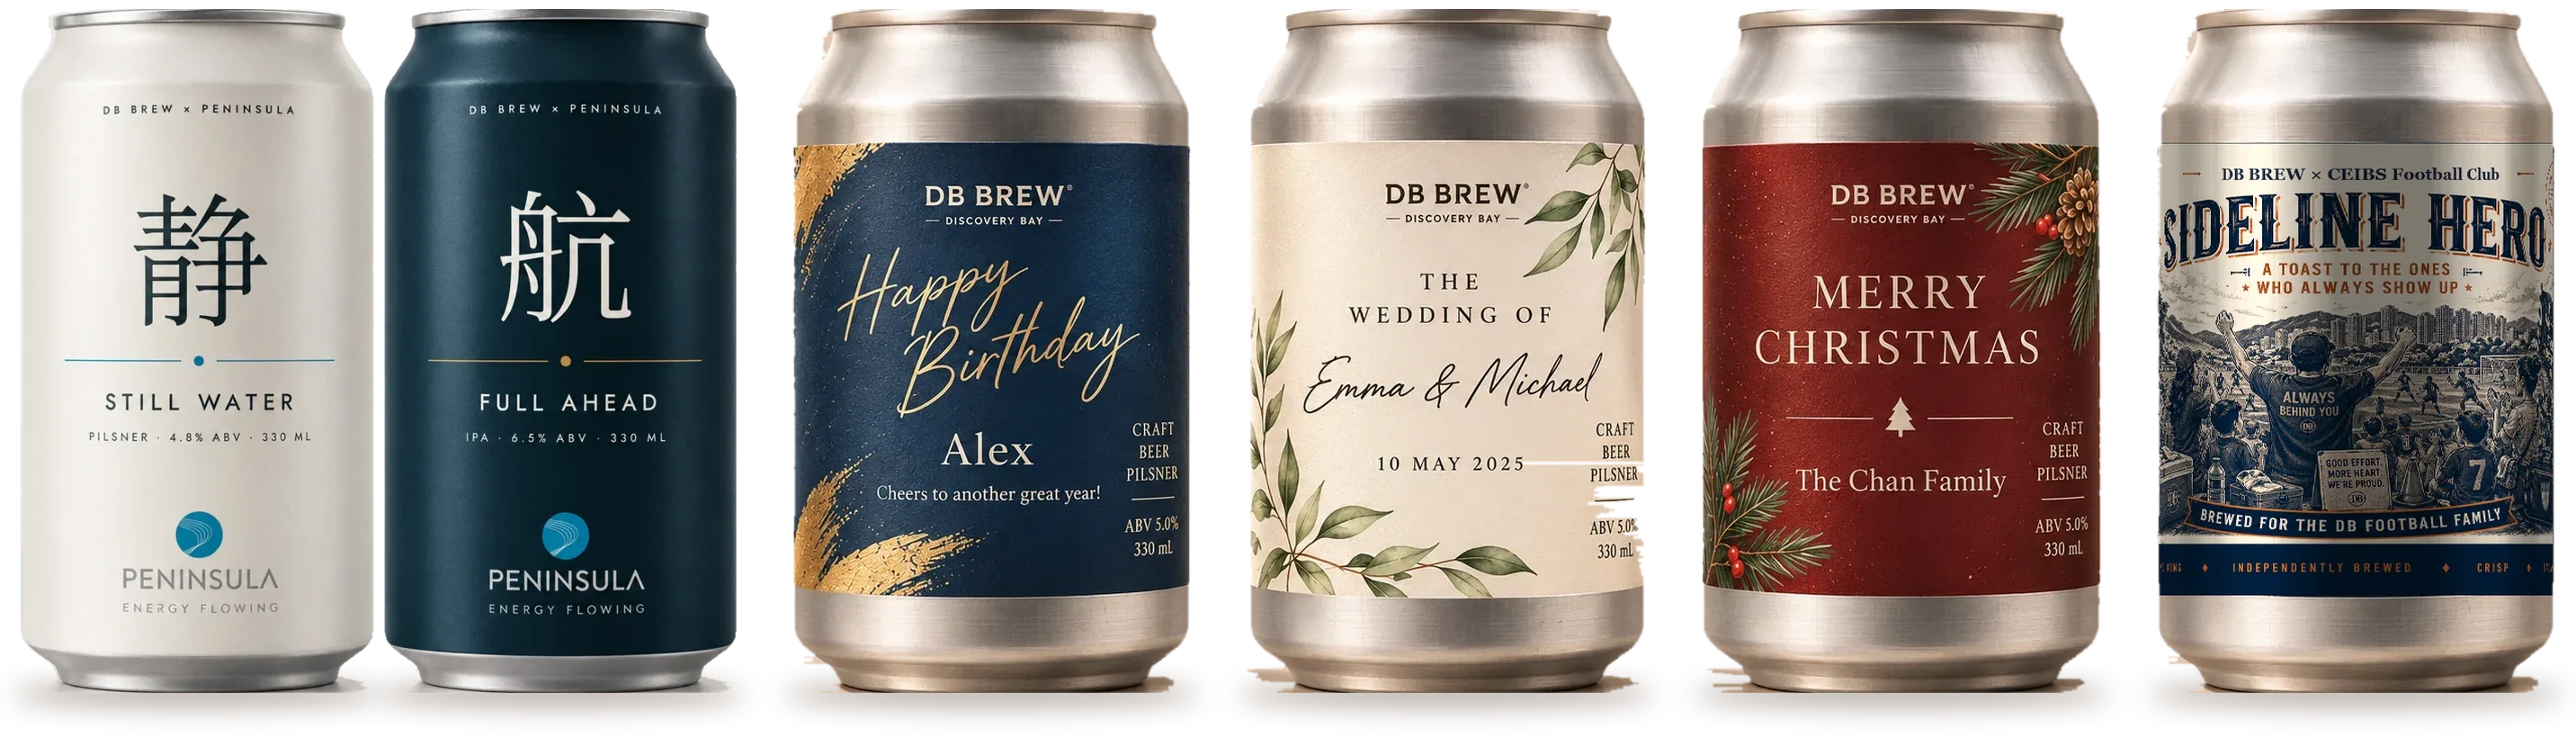 DB BREW × PENINSULA
静
STILL WATER
PILSNER · 4.8% ABV · 330 ML
PENINSULA
ENERGY FLOWING
DB BREW × PENINSULA
航
FULL AHEAD
IPA · 6.5% ABV · 330 ML
PENINSULA
ENERGY FLOWING
DB BREW®
DISCOVERY BAY
Happy
Birthday
Alex
Cheers to another great year!
CRAFT
BEER
PILSNER
ABV 5.0%
330 mL
DB BREW®
DISCOVERY BAY
THE
WEDDING OF
Emma & Michael
10 MAY 2025
CRAFT
BEER
PILSNER
ABV 5.0%
330 mL
DB BREW®
DISCOVERY BAY
MERRY
CHRISTMAS
The Chan Family
CRAFT
BEER
PILSNER
ABV 5.0%
330 mL
DB BREW × CEIBS Football Club
SIDELINE HERO
A TOAST TO THE ONES
WHO ALWAYS SHOW UP
ALWAYS
BEHIND YOU
DB
GOOD EFFORT.
MORE HEART.
WE'RE PROUD.
DB
7
BREWED FOR THE DB FOOTBALL FAMILY
INDEPENDENTLY BREWED ♦ CRISP